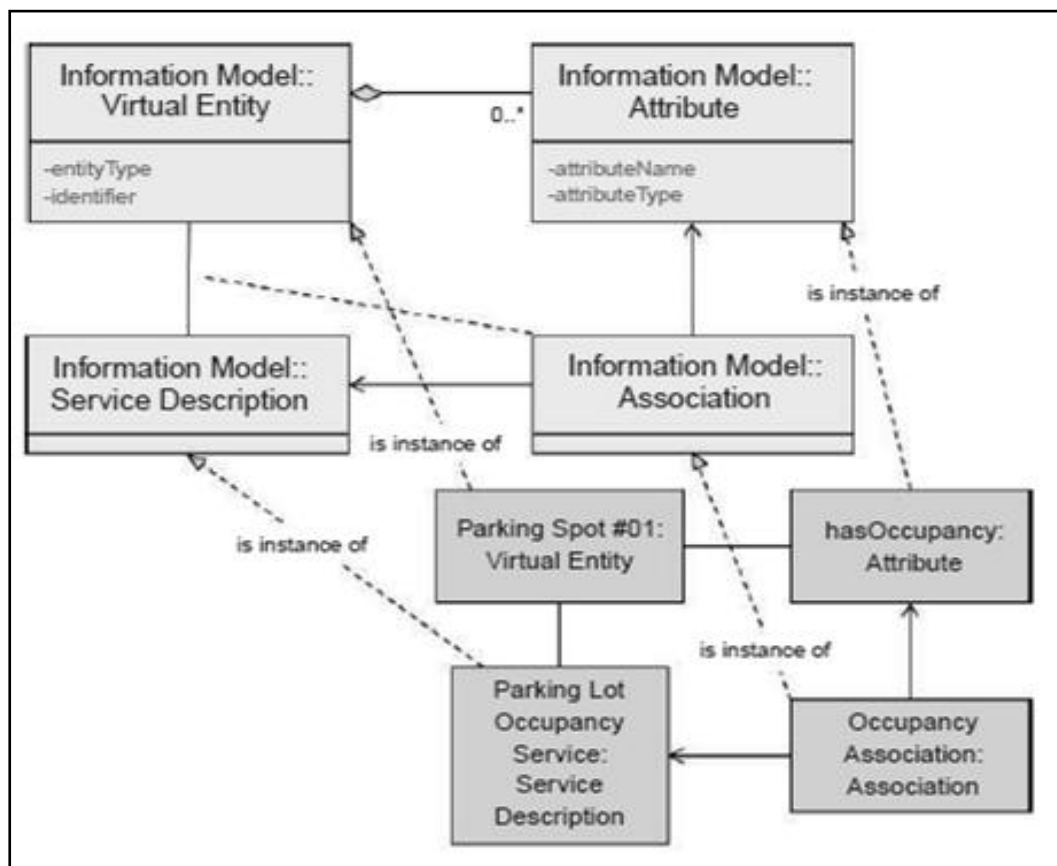 Information Model::
Virtual Entity
-entityType
-identifier
0..*
Information Model::
Attribute
-attributeName
-attributeType
is instance of
Information Model::
Service Description
Information Model::
Association
is instance of
Parking Spot #01:
Virtual Entity
hasOccupancy:
Attribute
is instance of
is instance of
Parking Lot
Occupancy
Service:
Service
Description
Occupancy
Association:
Association